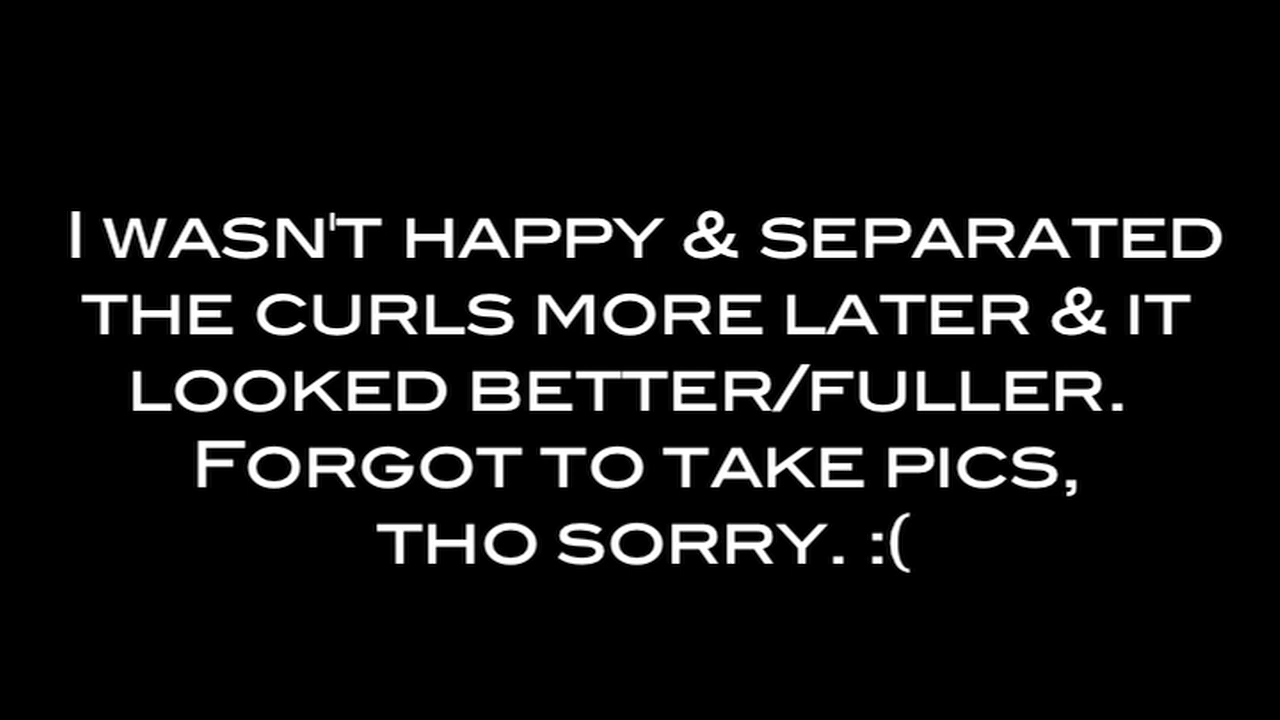 I WASN'T HAPPY & SEPARATED
THE CURLS MORE LATER & IT
LOOKED BETTER/FULLER.
FORGOT TO TAKE PICS,
THO SORRY. :(